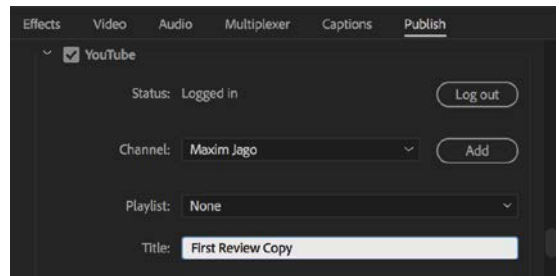 Effects Video Audio Multiplexer Captions Publish
YouTube
Status: Logged in Log out
Channel: Maxim Jago Add
Playlist: None
Title: First Review Copy